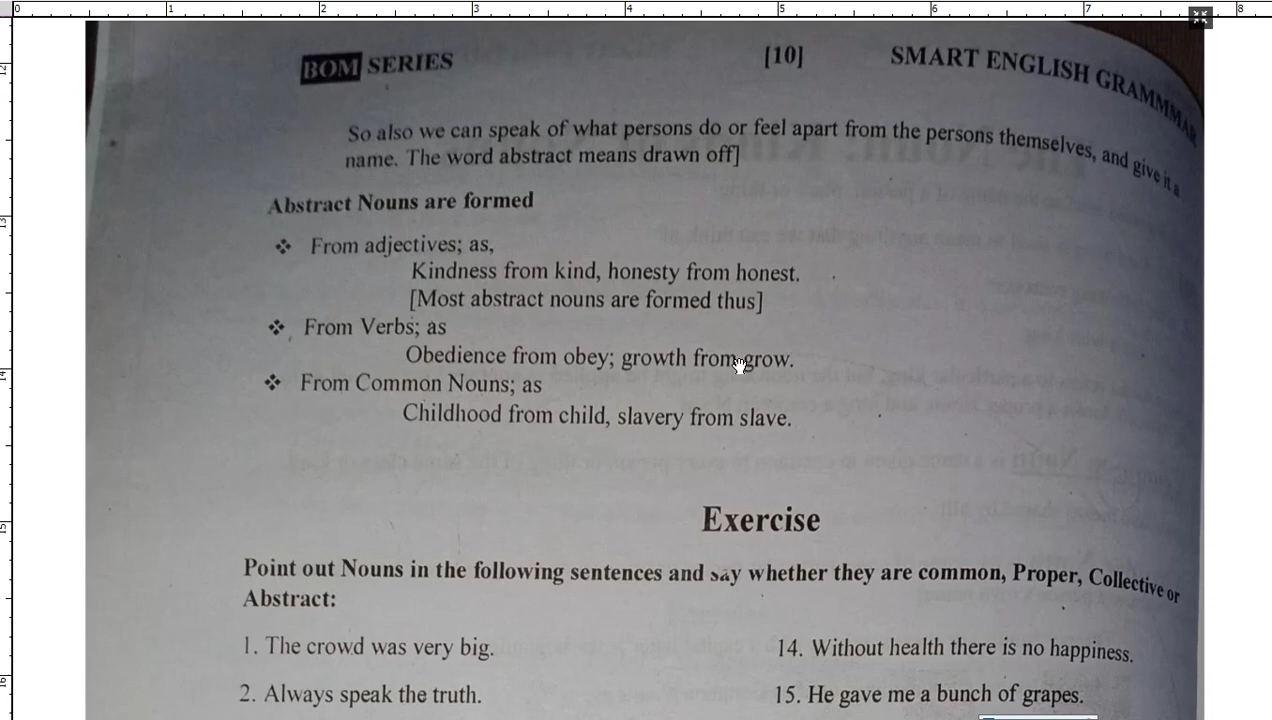 BOM SERIES [10] SMART ENGLISH GRAMMMAR
So also we can speak of what persons do or feel apart from the persons themselves, and give it a
name. The word abstract means drawn off]
Abstract Nouns are formed
❖ From adjectives; as,
Kindness from kind, honesty from honest.
[Most abstract nouns are formed thus]
❖ From Verbs; as
Obedience from obey; growth from grow.
❖ From Common Nouns; as
Childhood from child, slavery from slave.
Exercise
Point out Nouns in the following sentences and say whether they are common, Proper, Collective or
Abstract:
1. The crowd was very big.
14. Without health there is no happiness.
2. Always speak the truth.
15. He gave me a bunch of grapes.